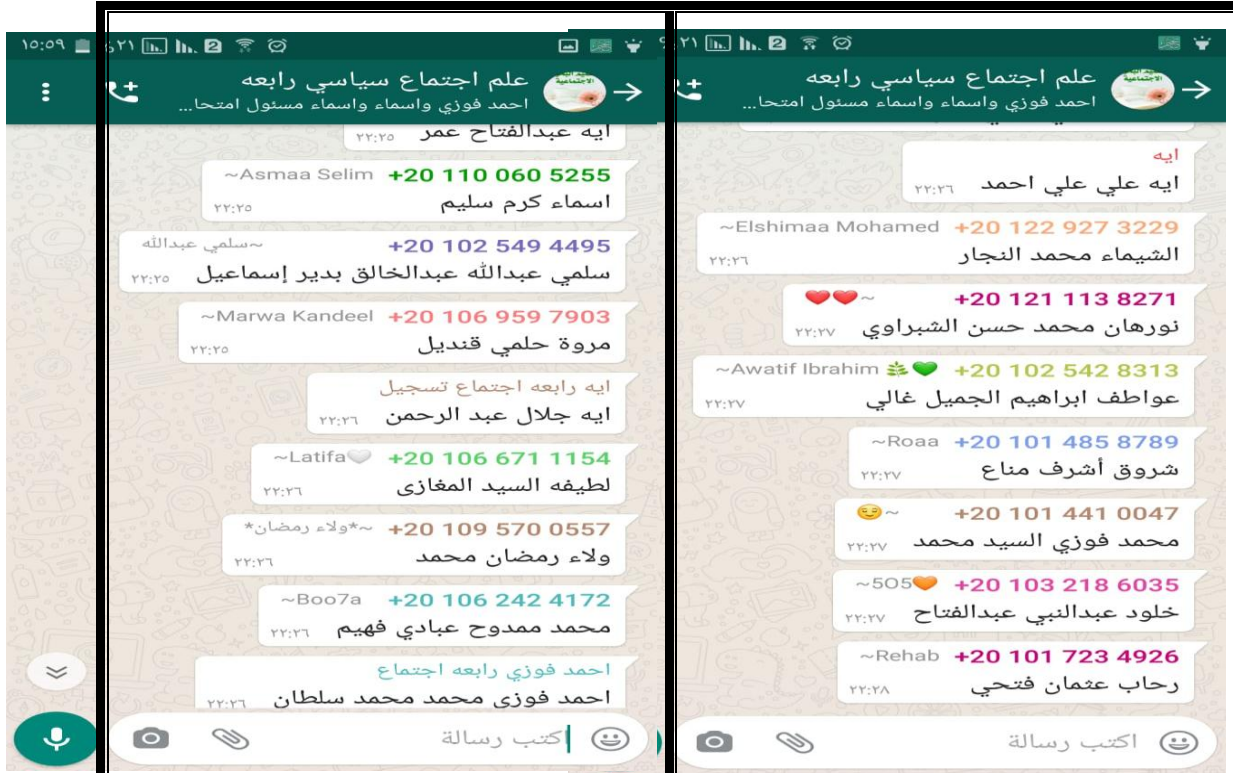 ١٥:٠٩ ٢١٪
علم اجتماع سياسي رابعه
احمد فوزي واسماء واسماء مسئول امتحا...
ايه عبدالفتاح عمر ٢٢:٢٥
~Asmaa Selim +20 110 060 5255
اسماء كرم سليم ٢٢:٢٥
~سلمي عبدالله +20 102 549 4495
سلمي عبدالله عبدالخالق بدير إسماعيل ٢٢:٢٥
~Marwa Kandeel +20 106 959 7903
مروة حلمي قنديل ٢٢:٢٥
ايه رابعه اجتماع تسجيل
ايه جلال عبد الرحمن ٢٢:٢٦
~Latifa🤍 +20 106 671 1154
لطيفه السيد المغازى ٢٢:٢٦
~*ولاء رمضان* +20 109 570 0557
ولاء رمضان محمد ٢٢:٢٦
~Boo7a +20 106 242 4172
محمد ممدوح عبادي فهيم ٢٢:٢٦
احمد فوزي رابعه اجتماع
احمد فوزى محمد محمد سلطان ٢٢:٢٦
اكتب رسالة
٢١
علم اجتماع سياسي رابعه
احمد فوزي واسماء واسماء مسئول امتحا...
ايه
ايه علي علي احمد ٢٢:٢٦
~Elshimaa Mohamed +20 122 927 3229
الشيماء محمد النجار ٢٢:٢٦
~❤️❤️ +20 121 113 8271
نورهان محمد حسن الشبراوي ٢٢:٢٧
~Awatif Ibrahim 🌿💚 +20 102 542 8313
عواطف ابراهيم الجميل غالي ٢٢:٢٧
~Roaa +20 101 485 8789
شروق أشرف مناع ٢٢:٢٧
~😌 +20 101 441 0047
محمد فوزي السيد محمد ٢٢:٢٧
~5O5🧡 +20 103 218 6035
خلود عبدالنبي عبدالفتاح ٢٢:٢٧
~Rehab +20 101 723 4926
رحاب عثمان فتحي ٢٢:٢٨
اكتب رسالة